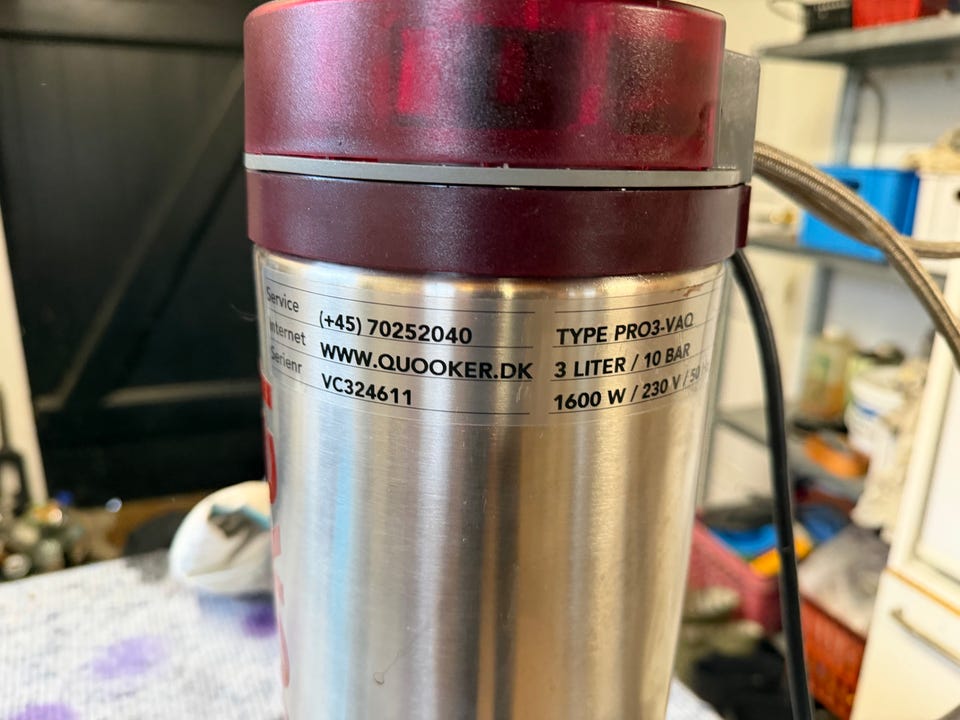 Service (+45) 70252040
Internet WWW.QUOOKER.DK
Serienr VC324611
TYPE PRO3-VAQ
3 LITER / 10 BAR
1600 W / 230 V / 50